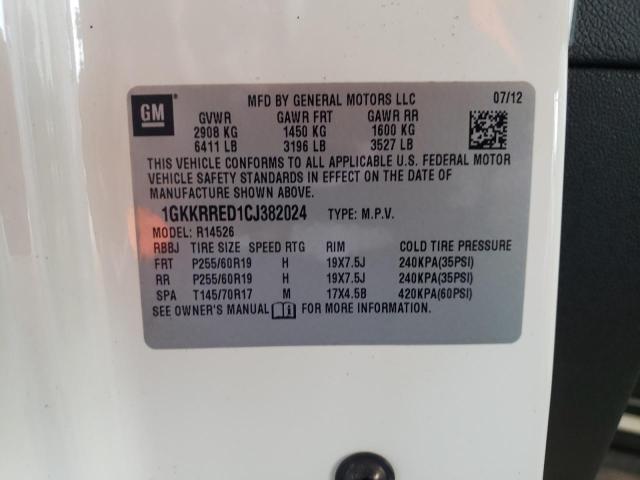 GM
MFD BY GENERAL MOTORS LLC 07/12
GVWR GAWR FRT GAWR RR
2908 KG 1450 KG 1600 KG
6411 LB 3196 LB 3527 LB
THIS VEHICLE CONFORMS TO ALL APPLICABLE U.S. FEDERAL MOTOR
VEHICLE SAFETY STANDARDS IN EFFECT ON THE DATE OF
MANUFACTURE SHOWN ABOVE.
1GKKRRED1CJ382024 TYPE: M.P.V.
MODEL: R14526
RBBJ TIRE SIZE SPEED RTG RIM COLD TIRE PRESSURE
FRT P255/60R19 H 19X7.5J 240KPA(35PSI)
RR P255/60R19 H 19X7.5J 240KPA(35PSI)
SPA T145/70R17 M 17X4.5B 420KPA(60PSI)
SEE OWNER'S MANUAL FOR MORE INFORMATION.